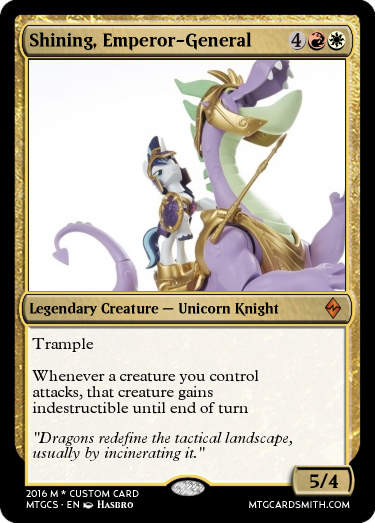 Shining, Emperor-General 4
Legendary Creature — Unicorn Knight
Trample
Whenever a creature you control
attacks, that creature gains
indestructible until end of turn
"Dragons redefine the tactical landscape,
usually by incinerating it."
5/4
2016 M * CUSTOM CARD
MTGCS · EN HASBRO
MTGCARDSMITH.COM